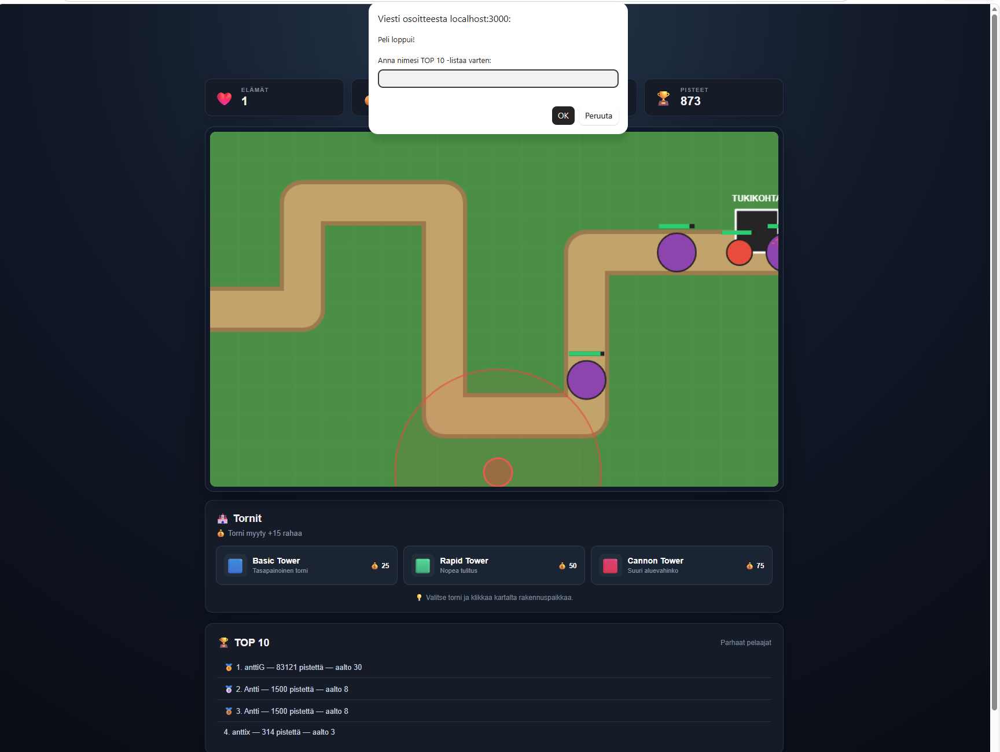 Viesti osoitteesta localhost:3000:
Peli loppui!
Anna nimesi TOP 10 -listaa varten:
OK Peruuta
ELÄMÄT
1
PISTEET
873
TUKIKOHTA
Tornit
Torni myyty +15 rahaa
Basic Tower
Tasapainoinen torni
25
Rapid Tower
Nopea tulitus
50
Cannon Tower
Suuri aluevahinko
75
Valitse torni ja klikkaa kartalta rakennuspaikkaa.
TOP 10
Parhaat pelaajat
1. anttiG — 83121 pistettä — aalto 30
2. Antti — 1500 pistettä — aalto 8
3. Antti — 1500 pistettä — aalto 8
4. anttix — 314 pistettä — aalto 3